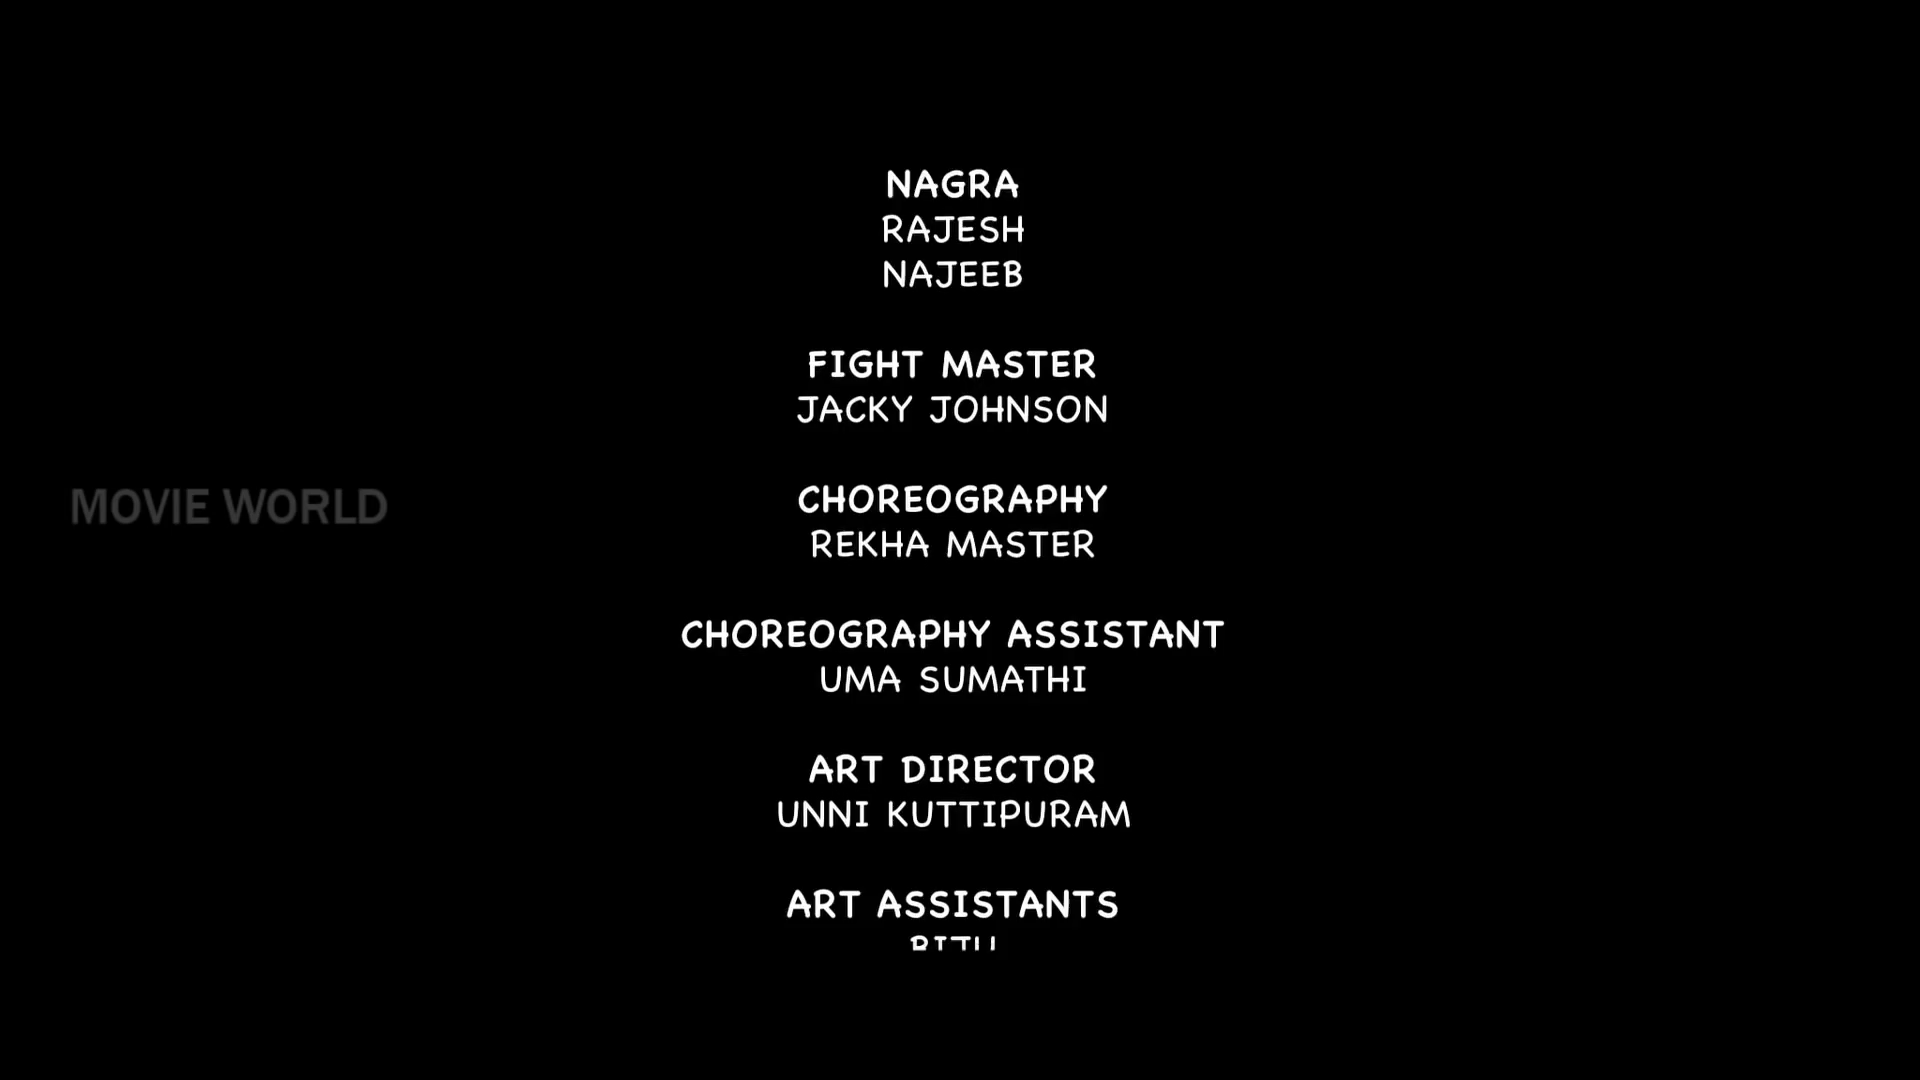 NAGRA
RAJESH
NAJEEB
FIGHT MASTER
JACKY JOHNSON
CHOREOGRAPHY
REKHA MASTER
MOVIE WORLD
CHOREOGRAPHY ASSISTANT
UMA SUMATHI
ART DIRECTOR
UNNI KUTTIPURAM
ART ASSISTANTS